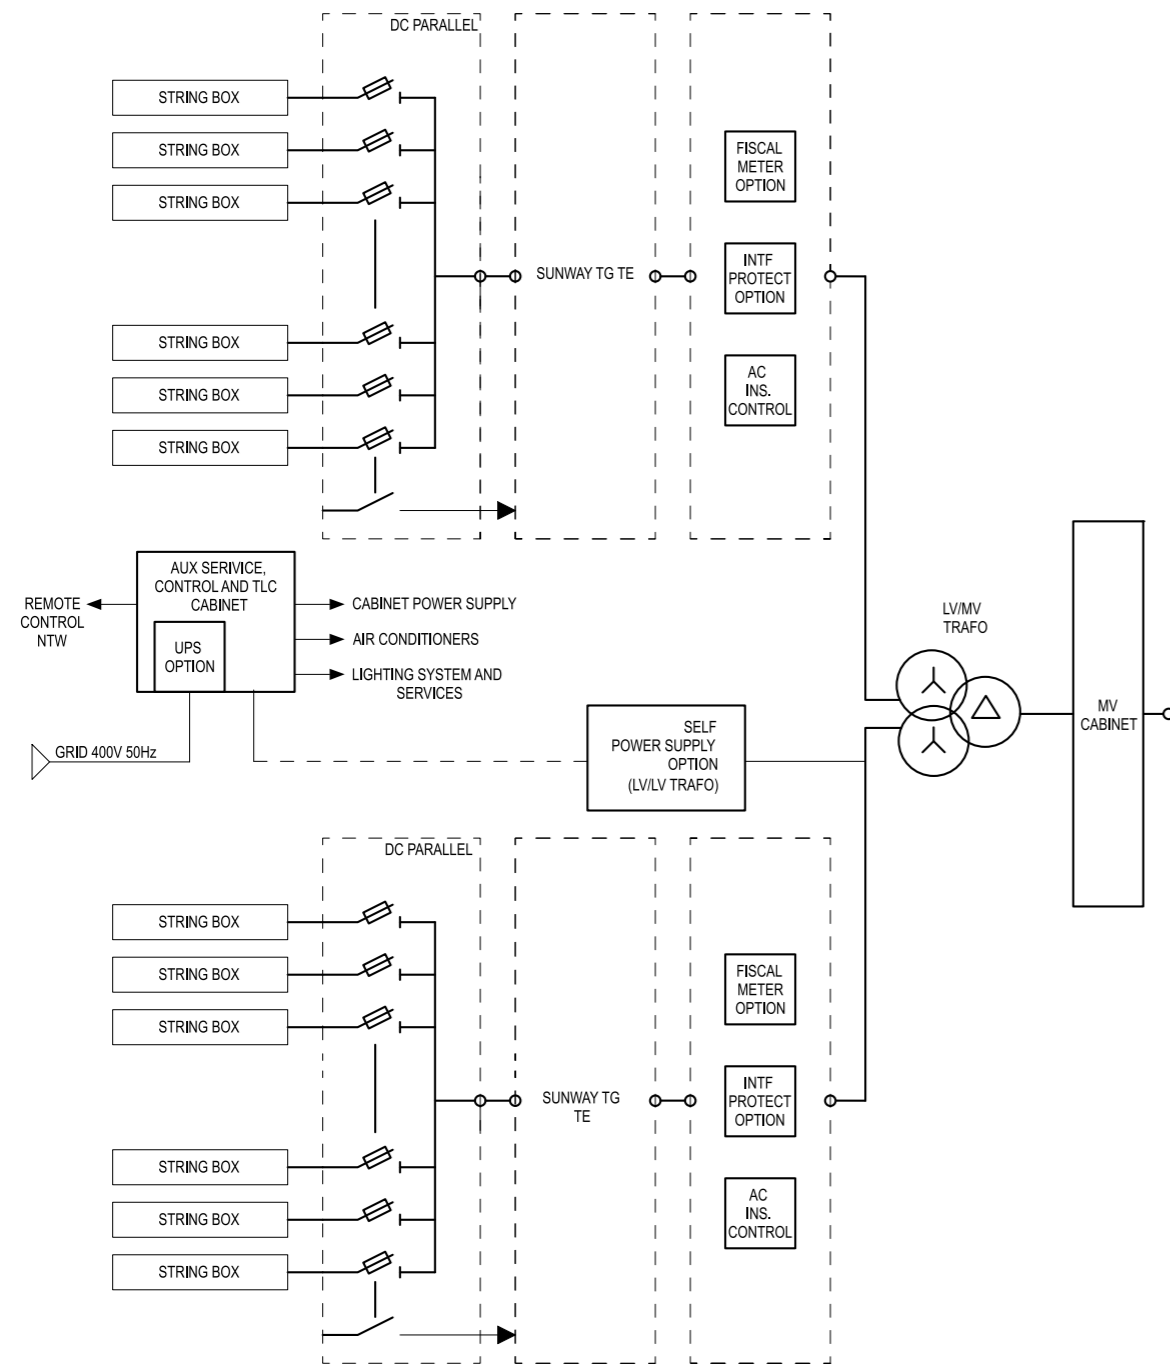 DC PARALLEL
STRING BOX
STRING BOX
STRING BOX
STRING BOX
STRING BOX
STRING BOX
SUNWAY TG TE
FISCAL
METER
OPTION
INTF
PROTECT
OPTION
AC
INS.
CONTROL
AUX SERIVICE,
CONTROL AND TLC
CABINET
UPS
OPTION
REMOTE
CONTROL
NTW
CABINET POWER SUPPLY
AIR CONDITIONERS
LIGHTING SYSTEM AND
SERVICES
GRID 400V 50Hz
SELF
POWER SUPPLY
OPTION
(LV/LV TRAFO)
LV/MV
TRAFO
MV
CABINET
DC PARALLEL
STRING BOX
STRING BOX
STRING BOX
STRING BOX
STRING BOX
STRING BOX
SUNWAY TG
TE
FISCAL
METER
OPTION
INTF
PROTECT
OPTION
AC
INS.
CONTROL